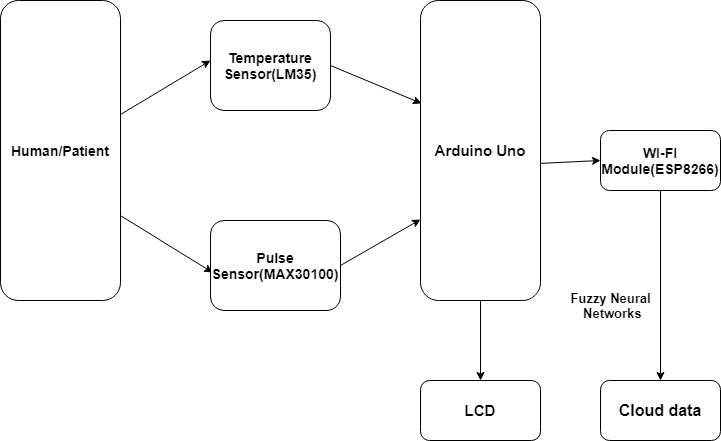 Temperature
Sensor(LM35)
Human/Patient
Arduino Uno
WI-FI
Module(ESP8266)
Pulse
Sensor(MAX30100)
Fuzzy Neural
Networks
LCD
Cloud data